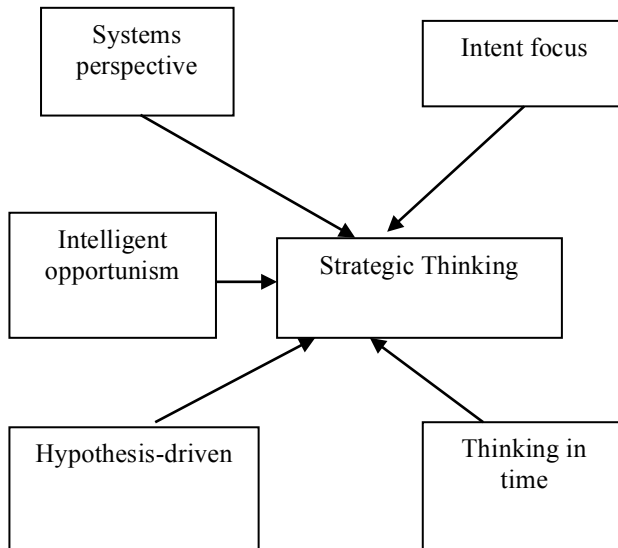 Systems
perspective
Intent focus
Intelligent
opportunism
Strategic Thinking
Hypothesis-driven
Thinking in
time